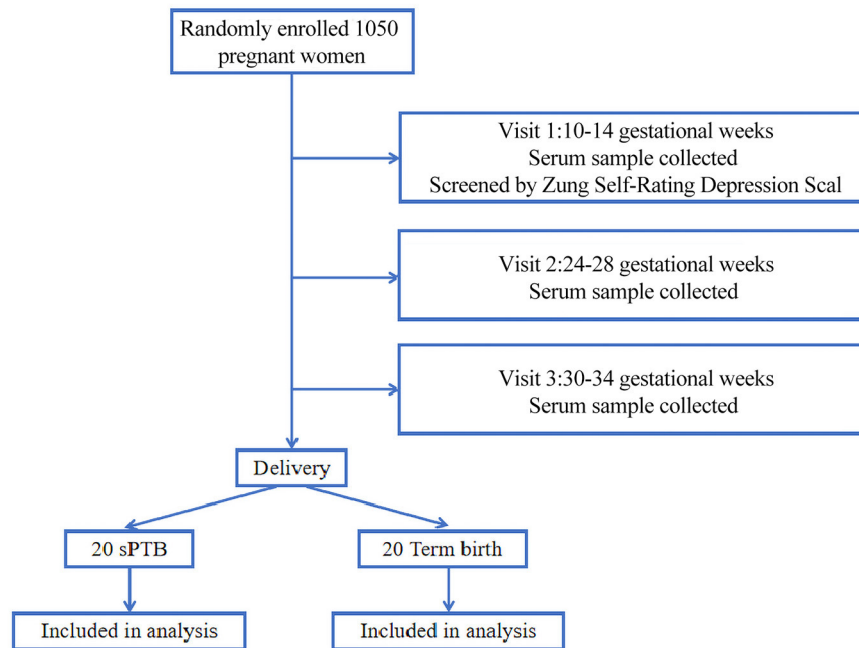 Randomly enrolled 1050
pregnant women
Visit 1:10-14 gestational weeks
Serum sample collected
Screened by Zung Self-Rating Depression Scal
Visit 2:24-28 gestational weeks
Serum sample collected
Visit 3:30-34 gestational weeks
Serum sample collected
Delivery
20 sPTB
20 Term birth
Included in analysis
Included in analysis